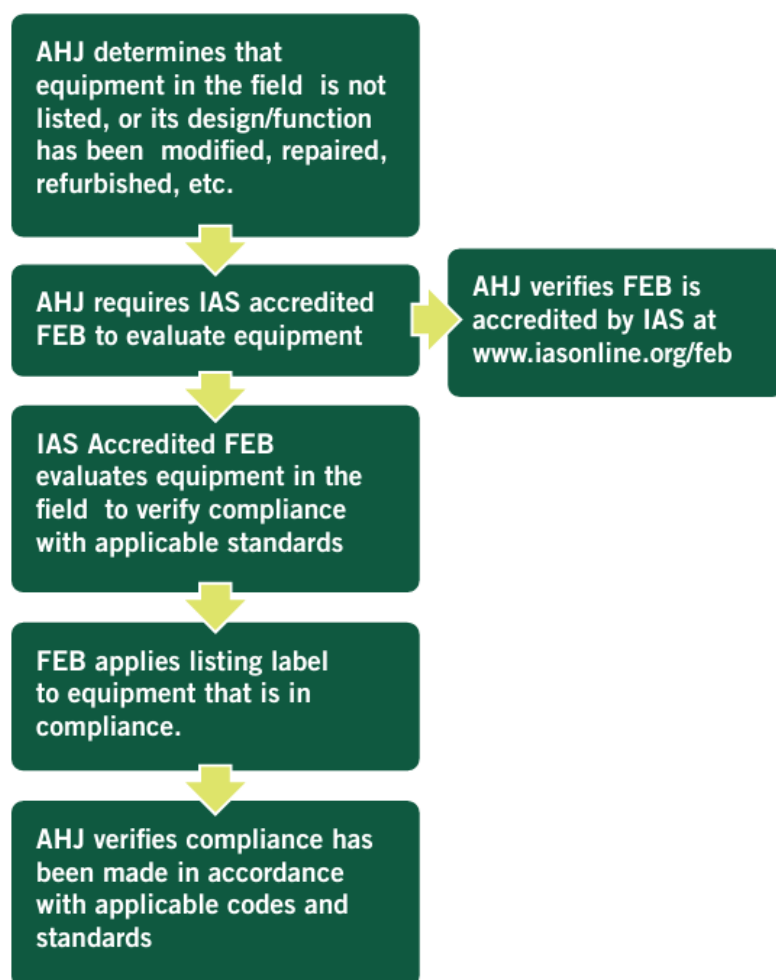 AHJ determines that
equipment in the field is not
listed, or its design/function
has been modified, repaired,
refurbished, etc.
AHJ requires IAS accredited
FEB to evaluate equipment
AHJ verifies FEB is
accredited by IAS at
www.iasonline.org/feb
IAS Accredited FEB
evaluates equipment in the
field to verify compliance
with applicable standards
FEB applies listing label
to equipment that is in
compliance.
AHJ verifies compliance has
been made in accordance
with applicable codes and
standards